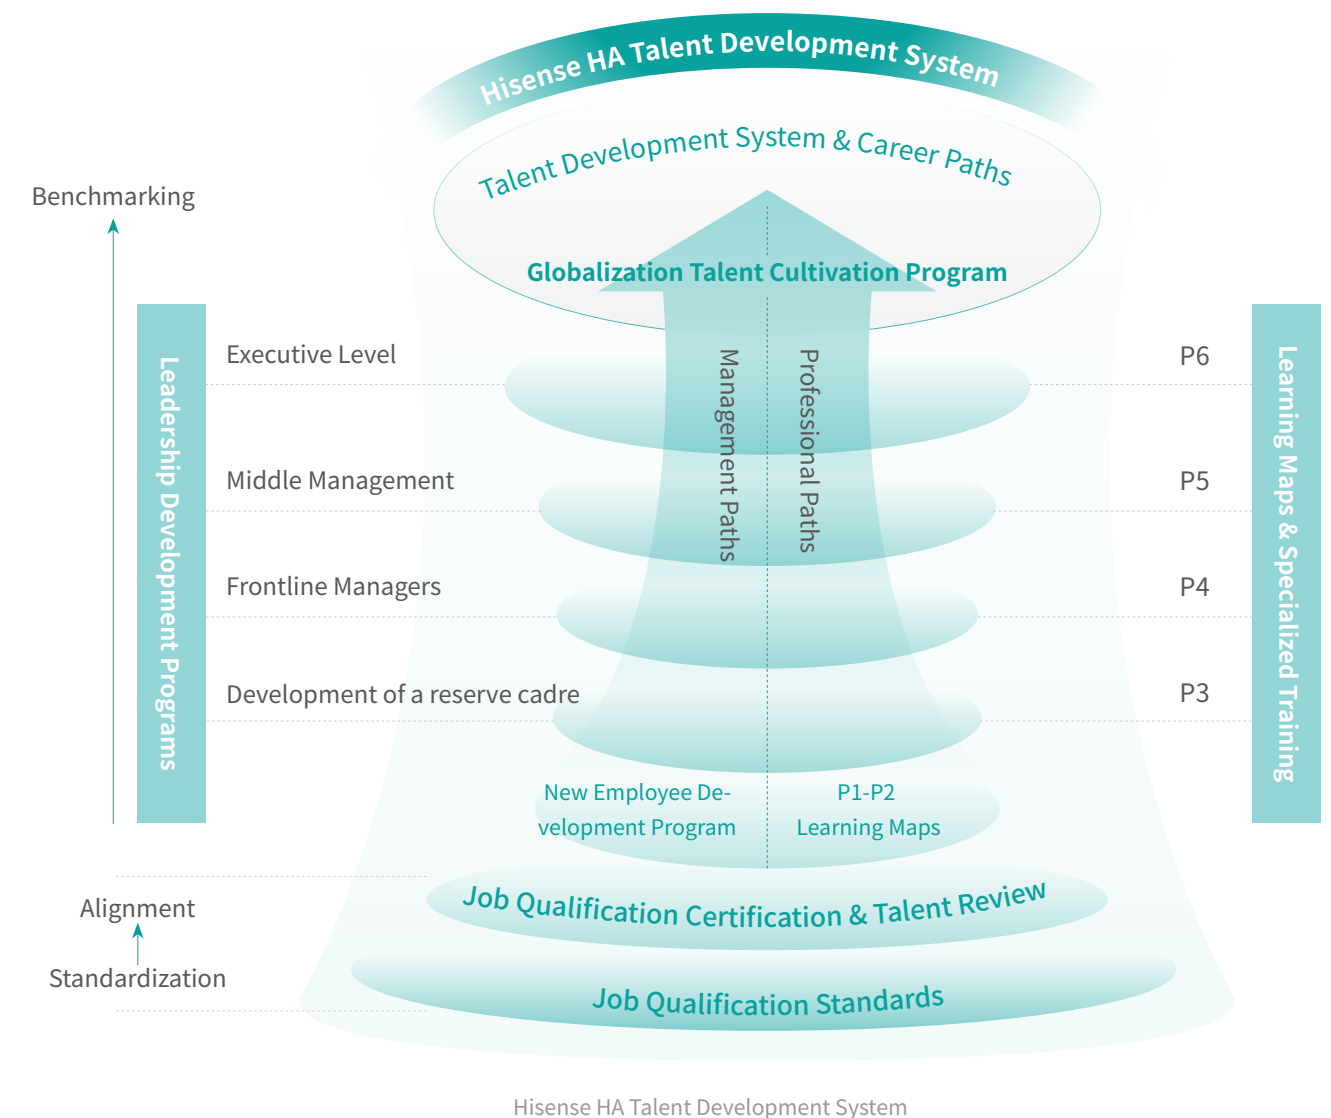 Hisense HA Talent Development System
Talent Development System & Career Paths
Benchmarking
Globalization Talent Cultivation Program
Leadership Development Programs
Executive Level
Middle Management
Frontline Managers
Development of a reserve cadre
Management Paths
Professional Paths
P6
P5
P4
P3
Learning Maps & Specialized Training
New Employee De-
velopment Program
P1-P2
Learning Maps
Alignment
Standardization
Job Qualification Certification & Talent Review
Job Qualification Standards
Hisense HA Talent Development System